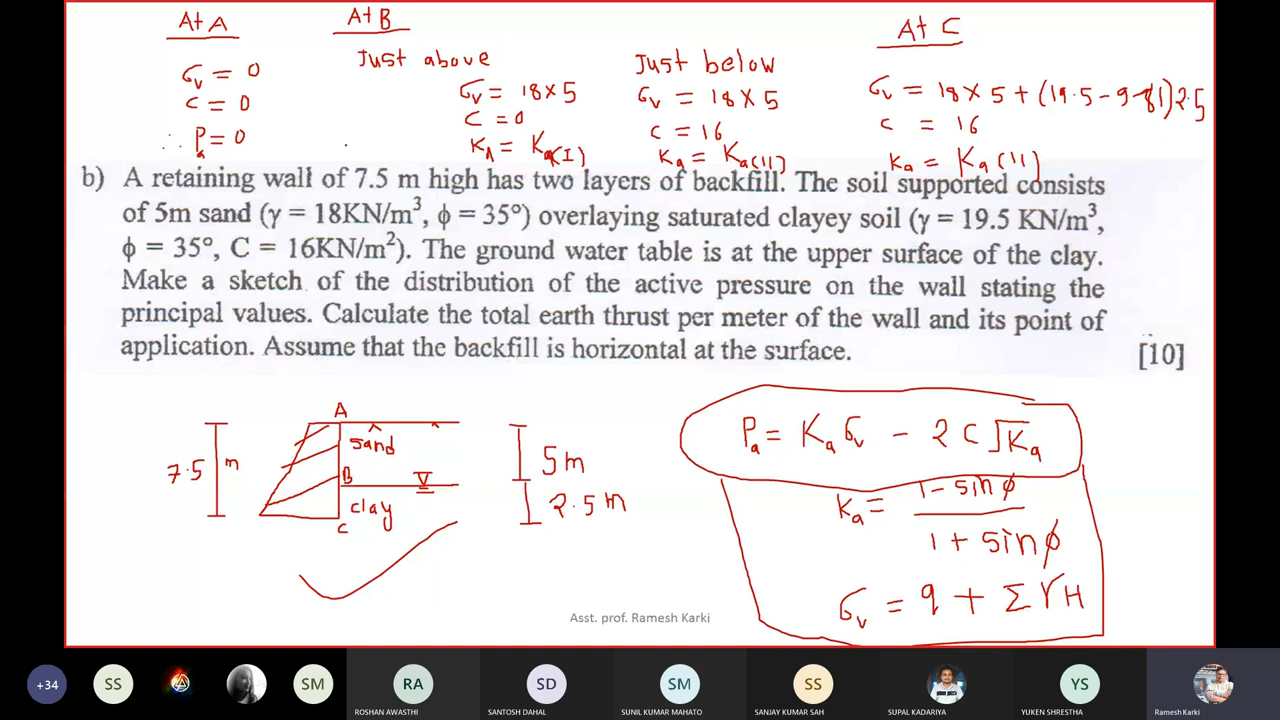 At A
σv = 0
c = 0
∴ Pa = 0
At B
Just above
σv = 18 × 5
C = 0
KA = Ka(I)
Just below
σv = 18 × 5
c = 16
Ka = Ka(II)
At C
σv = 18 × 5 + (19.5 - 9.81) 2.5
c = 16
ka = Ka(II)
b) A retaining wall of 7.5 m high has two layers of backfill. The soil supported consists
of 5m sand (γ = 18KN/m³, ϕ = 35°) overlaying saturated clayey soil (γ = 19.5 KN/m³,
ϕ = 35°, C = 16KN/m²). The ground water table is at the upper surface of the clay.
Make a sketch of the distribution of the active pressure on the wall stating the
principal values. Calculate the total earth thrust per meter of the wall and its point of
application. Assume that the backfill is horizontal at the surface.
[10]
A
sand
7.5 m
B
clay
C
5m
2.5 m
Pa = Ka σv - 2 C √Ka
Ka = 1 - sinϕ
1 + sinϕ
σv = q + Σ γH
Asst. prof. Ramesh Karki
+34
SS
SM
RA
ROSHAN AWASTHI
SD
SANTOSH DAHAL
SM
SUNIL KUMAR MAHATO
SS
SANJAY KUMAR SAH
SUPAL KADARIYA
YS
YUKEN SHRESTHA
Ramesh Karki